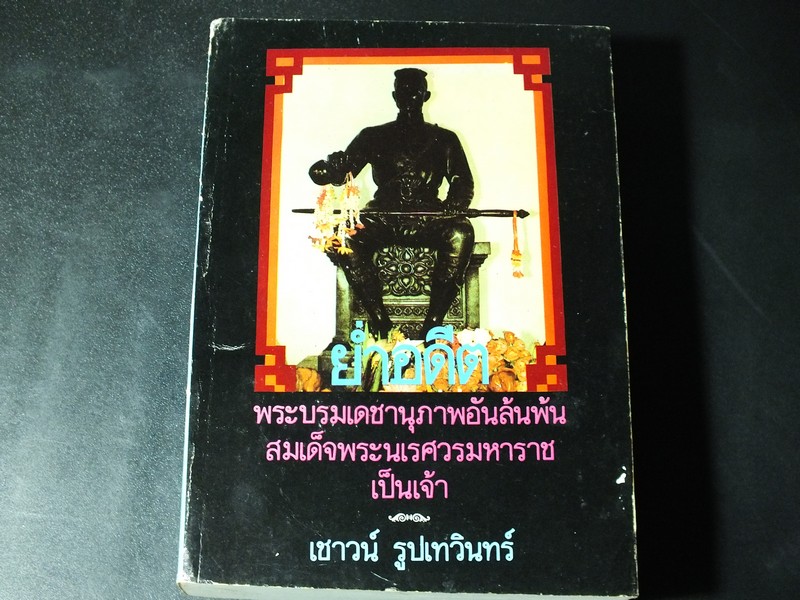 ย่ำอดีต
พระบรมเดชานุภาพอันล้นพ้น
สมเด็จพระนเรศวรมหาราช
เป็นเจ้า
เชาวน์ รูปเทวินทร์